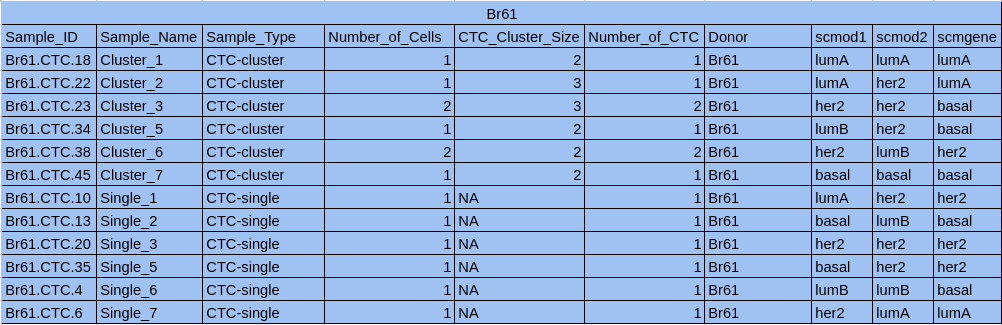 Br61
Sample_ID Sample_Name Sample_Type Number_of_Cells CTC_Cluster_Size Number_of_CTC Donor scmod1 scmod2 scmgene
Br61.CTC.18 Cluster_1 CTC-cluster 1 2 1 Br61 lumA lumA lumA
Br61.CTC.22 Cluster_2 CTC-cluster 1 3 1 Br61 lumA her2 lumA
Br61.CTC.23 Cluster_3 CTC-cluster 2 3 2 Br61 her2 her2 basal
Br61.CTC.34 Cluster_5 CTC-cluster 1 2 1 Br61 lumB her2 basal
Br61.CTC.38 Cluster_6 CTC-cluster 2 2 2 Br61 her2 lumB her2
Br61.CTC.45 Cluster_7 CTC-cluster 1 2 1 Br61 basal basal basal
Br61.CTC.10 Single_1 CTC-single 1 NA 1 Br61 lumA her2 her2
Br61.CTC.13 Single_2 CTC-single 1 NA 1 Br61 basal lumB basal
Br61.CTC.20 Single_3 CTC-single 1 NA 1 Br61 her2 her2 her2
Br61.CTC.35 Single_5 CTC-single 1 NA 1 Br61 basal her2 her2
Br61.CTC.4 Single_6 CTC-single 1 NA 1 Br61 lumB lumB basal
Br61.CTC.6 Single_7 CTC-single 1 NA 1 Br61 her2 lumA lumA